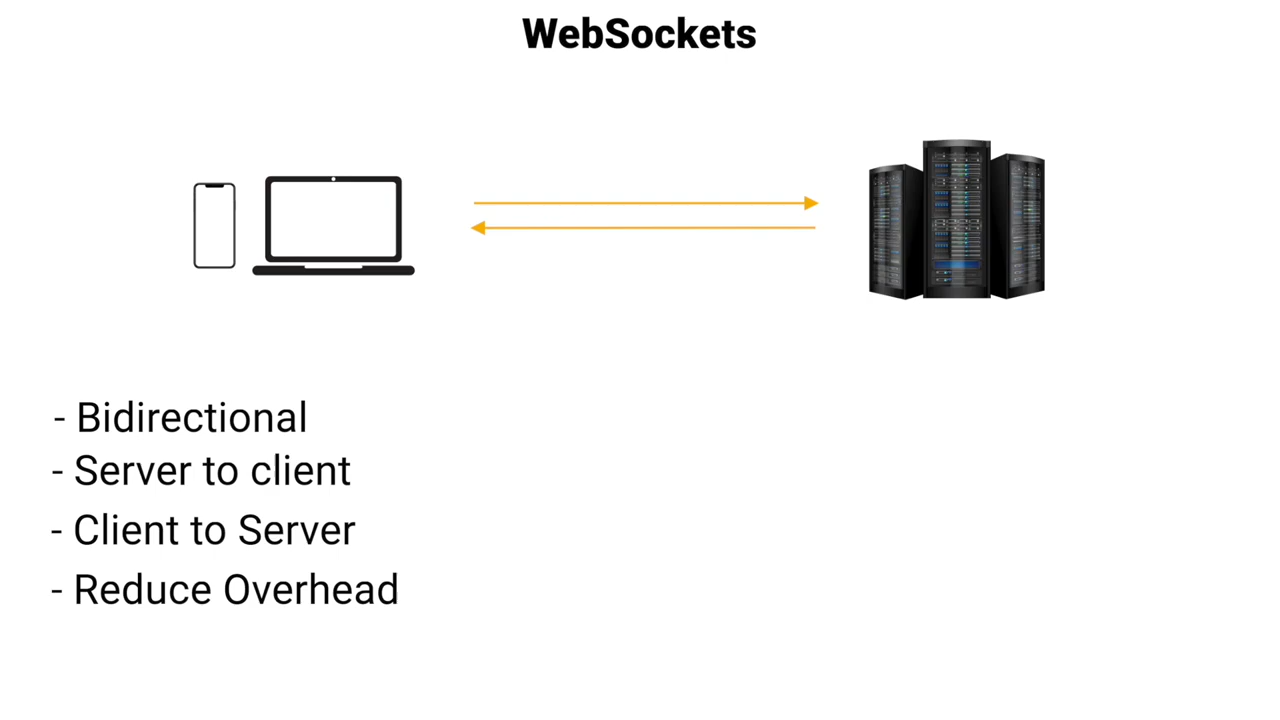 WebSockets
- Bidirectional
- Server to client
- Client to Server
- Reduce Overhead